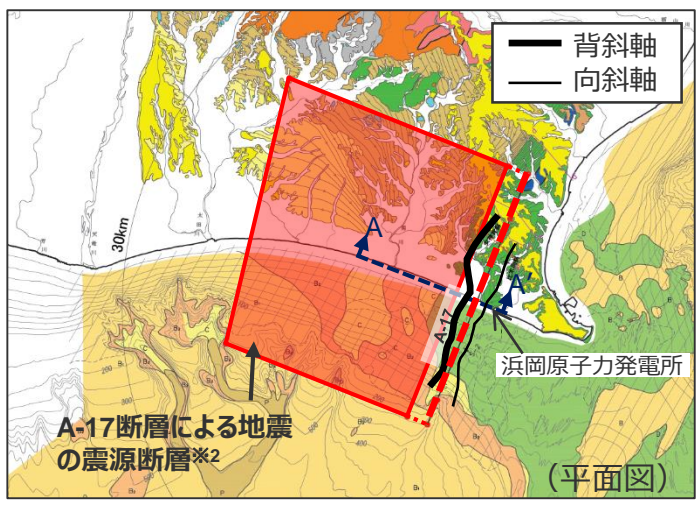 背斜軸
向斜軸
30km
A
A'
A-17
浜岡原子力発電所
A-17断層による地震
の震源断層※2
(平面図)